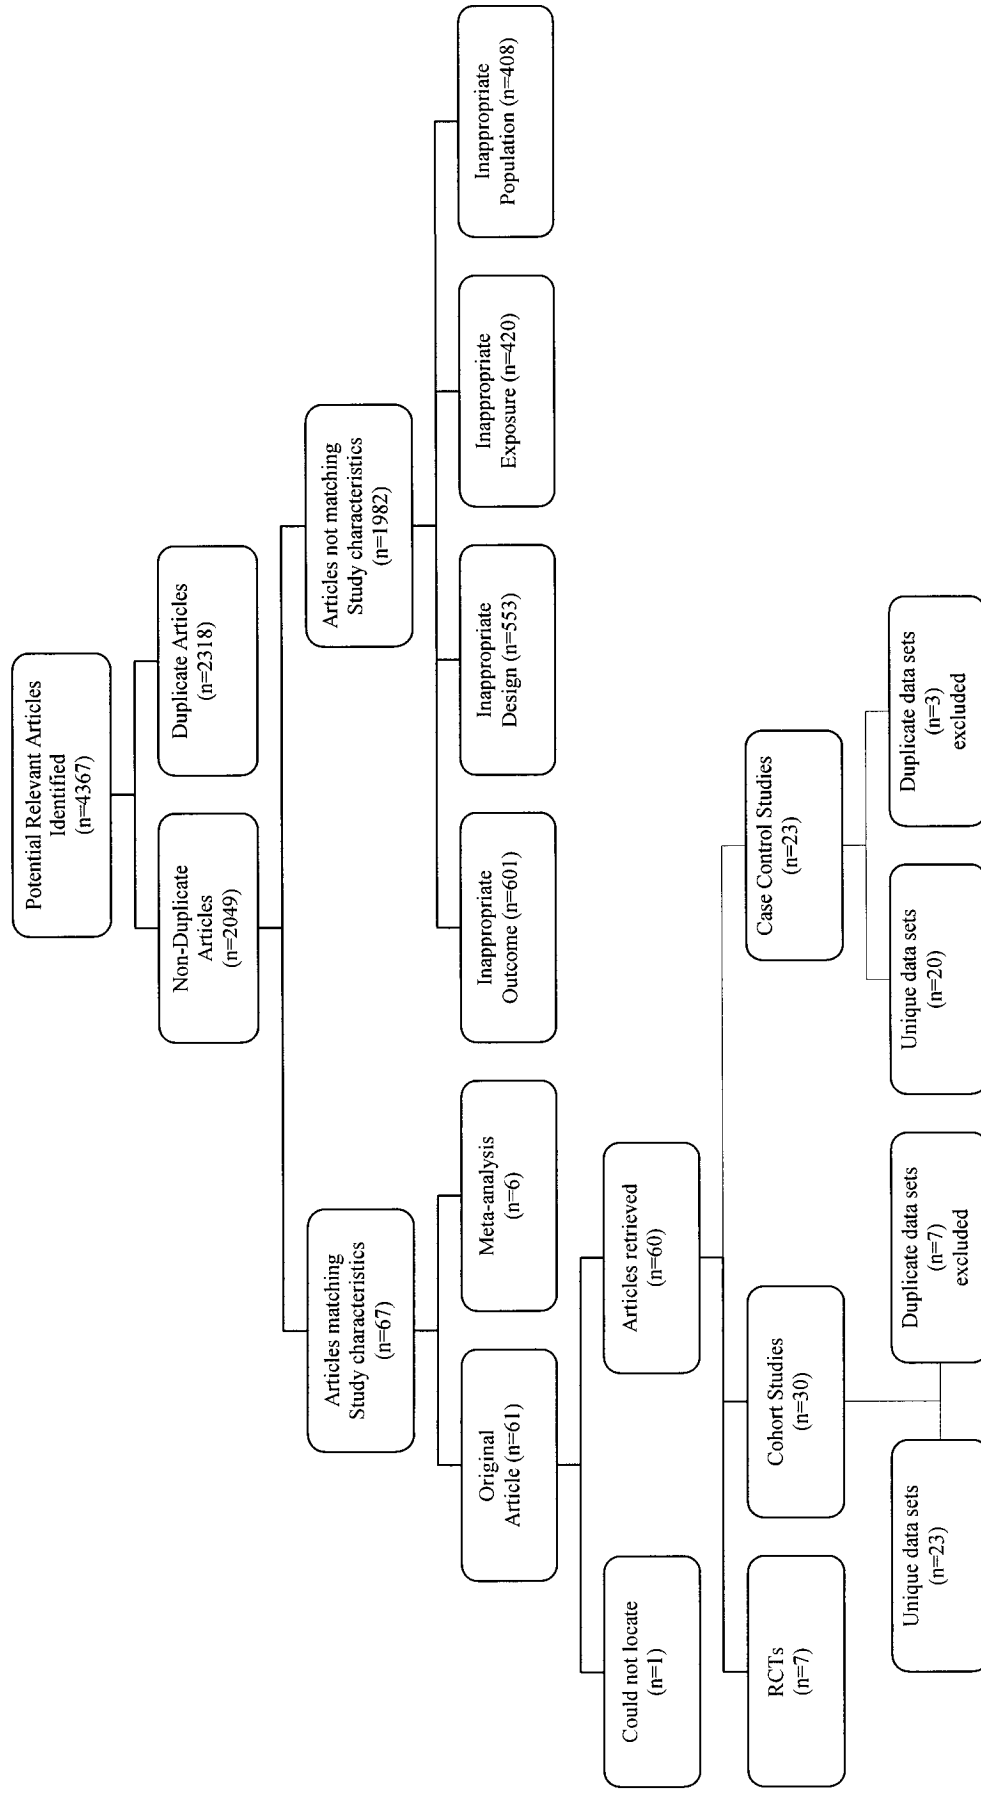 Potential Relevant Articles
Identified
(n=4367)
Non-Duplicate
Articles
(n=2049)
Duplicate Articles
(n=2318)
Articles matching
Study characteristics
(n=67)
Articles not matching
Study characteristics
(n=1982)
Original
Article (n=61)
Meta-analysis
(n=6)
Inappropriate
Outcome (n=601)
Inappropriate
Design (n=553)
Inappropriate
Exposure (n=420)
Inappropriate
Population (n=408)
Could not locate
(n=1)
Articles retrieved
(n=60)
RCTs
(n=7)
Cohort Studies
(n=30)
Case Control Studies
(n=23)
Unique data sets
(n=23)
Duplicate data sets
(n=7)
excluded
Unique data sets
(n=20)
Duplicate data sets
(n=3)
excluded